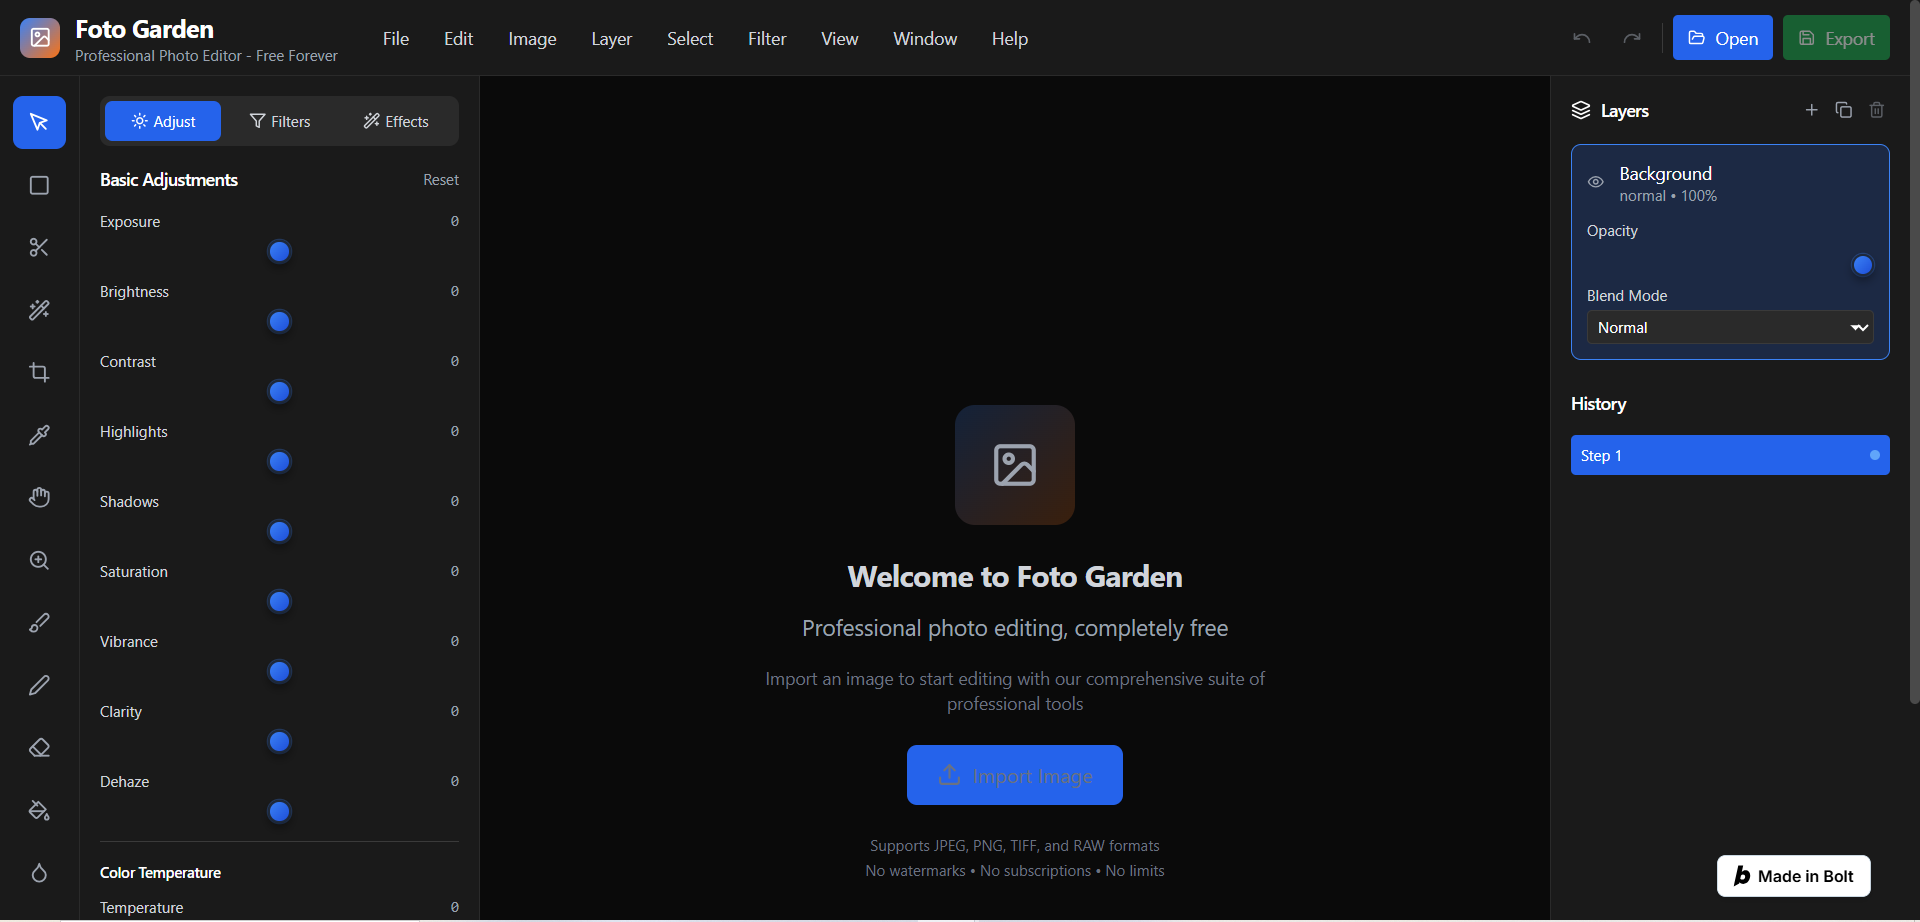 Foto Garden
Professional Photo Editor - Free Forever
File Edit Image Layer Select Filter View Window Help
Open
Export
Adjust Filters Effects
Basic Adjustments Reset
Exposure 0
Brightness 0
Contrast 0
Highlights 0
Shadows 0
Saturation 0
Vibrance 0
Clarity 0
Dehaze 0
Color Temperature
Temperature 0
Welcome to Foto Garden
Professional photo editing, completely free
Import an image to start editing with our comprehensive suite of
professional tools
Import Image
Supports JPEG, PNG, TIFF, and RAW formats
No watermarks • No subscriptions • No limits
Layers
Background
normal • 100%
Opacity
Blend Mode
Normal
History
Step 1
b Made in Bolt